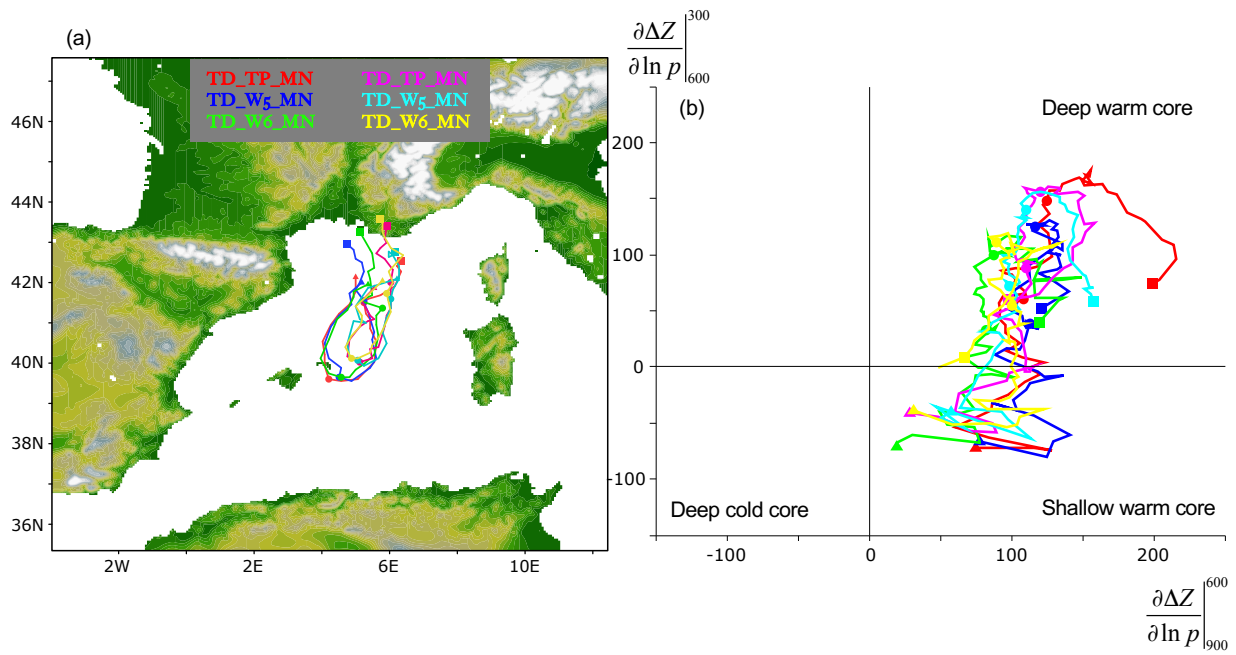 (a)
TD_TP_MN TD_TP_MN
TD_W5_MN TD_W5_MN
TD_W6_MN TD_W6_MN
46N
44N
42N
40N
38N
36N
2W 2E 6E 10E
∂ΔZ/∂ln p |300 600
(b)
Deep warm core
200
100
0
-100
Deep cold core
Shallow warm core
-100 0 100 200
∂ΔZ/∂ln p |600 900